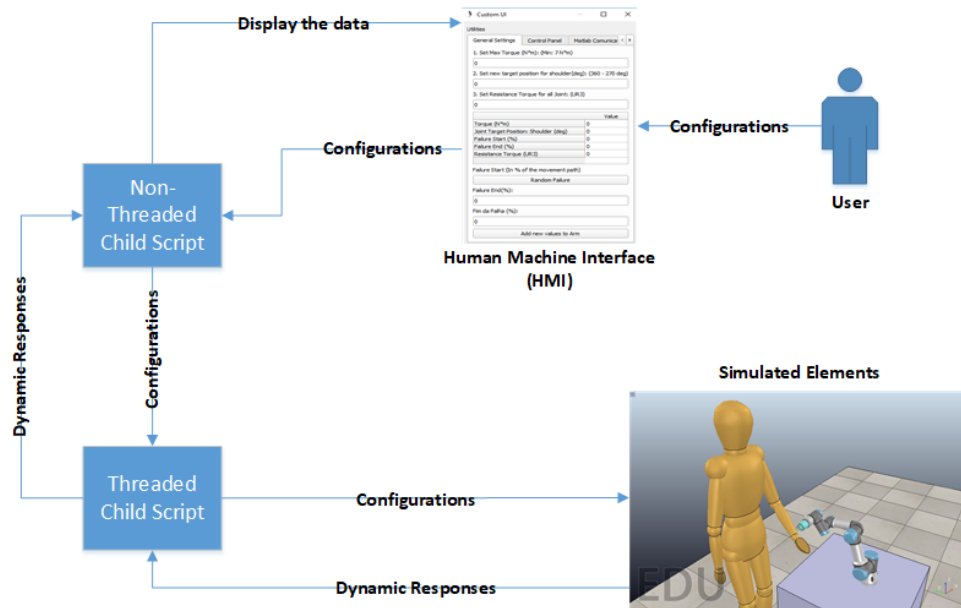 Display the data
Custom UI
Utilities
General Settings
Control Panel
Matlab Comunica
1. Set Max Torque (N*m): (Min: 7 N*m)
0
2. Set new target position for shoulder(deg): (360 - 270 deg)
0
3. Set Resistance Torque for all Joint: (UR3)
0
Value
Torque (N*m) 0
Joint Target Position: Shoulder (deg) 0
Failure Start (%) 0
Failure End (%) 0
Resistance Torque (UR3) 0
Failure Start (in % of the movement path)
Random Failure
Failure End(%):
0
Fim da Falha (%):
0
Add new values to Arm
Human Machine Interface
(HMI)
Configurations
User
Configurations
Non-
Threaded
Child Script
Dynamic Responses
Configurations
Threaded
Child Script
Configurations
Dynamic Responses
Simulated Elements
EDU